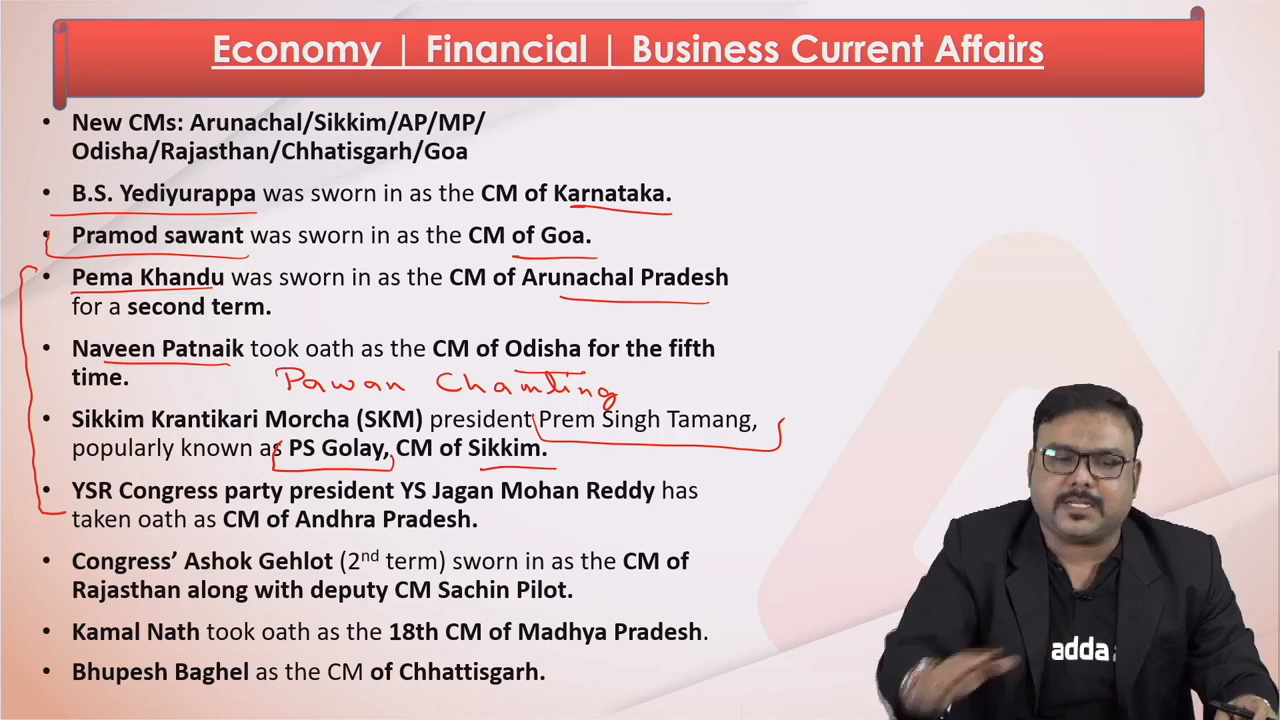 Economy | Financial | Business Current Affairs
• New CMs: Arunachal/Sikkim/AP/MP/
Odisha/Rajasthan/Chhatisgarh/Goa
• B.S. Yediyurappa was sworn in as the CM of Karnataka.
• Pramod sawant was sworn in as the CM of Goa.
• Pema Khandu was sworn in as the CM of Arunachal Pradesh
for a second term.
• Naveen Patnaik took oath as the CM of Odisha for the fifth
time.
Pawan Chamling
• Sikkim Krantikari Morcha (SKM) president Prem Singh Tamang,
popularly known as PS Golay, CM of Sikkim.
• YSR Congress party president YS Jagan Mohan Reddy has
taken oath as CM of Andhra Pradesh.
• Congress’ Ashok Gehlot (2nd term) sworn in as the CM of
Rajasthan along with deputy CM Sachin Pilot.
• Kamal Nath took oath as the 18th CM of Madhya Pradesh.
• Bhupesh Baghel as the CM of Chhattisgarh.
adda